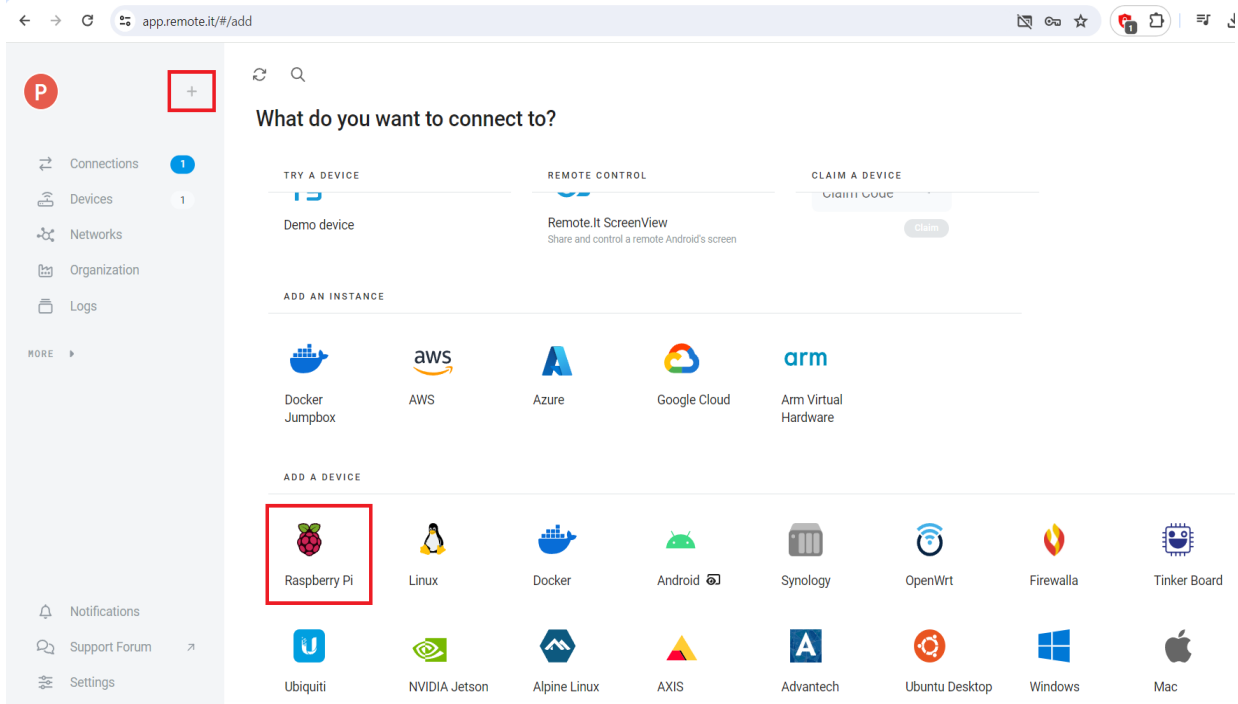 app.remote.it/#/add
1
P
+
Connections
1
Devices
1
Networks
Organization
Logs
MORE
Notifications
Support Forum
Settings
What do you want to connect to?
TRY A DEVICE
REMOTE CONTROL
CLAIM A DEVICE
Demo device
Remote.It ScreenView
Share and control a remote Android's screen
Claim Code
Claim
ADD AN INSTANCE
aws
arm
Docker
Jumpbox
AWS
Azure
Google Cloud
Arm Virtual
Hardware
ADD A DEVICE
Raspberry Pi
Linux
Docker
Android
Synology
OpenWrt
Firewalla
Tinker Board
Ubiquiti
NVIDIA Jetson
Alpine Linux
AXIS
Advantech
Ubuntu Desktop
Windows
Mac